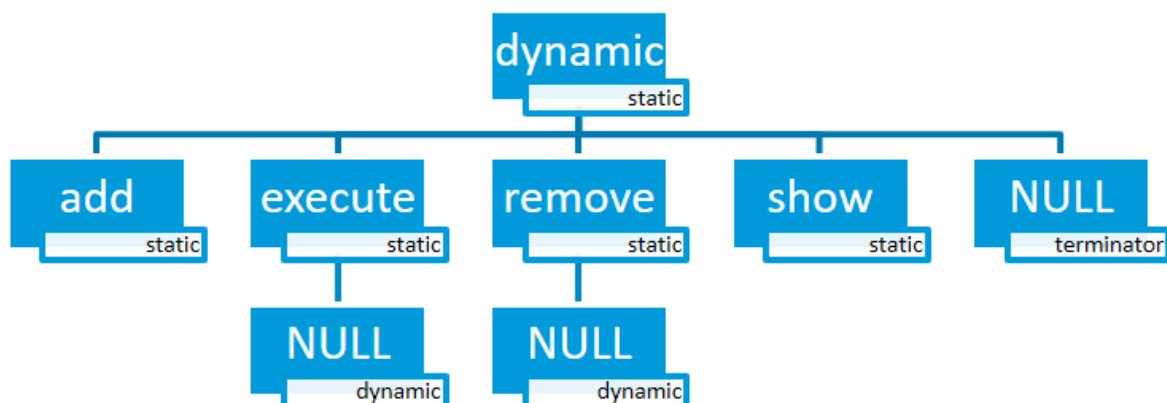 dynamic
static
add
execute
remove
show
NULL
static
static
static
static
terminator
NULL
NULL
dynamic
dynamic